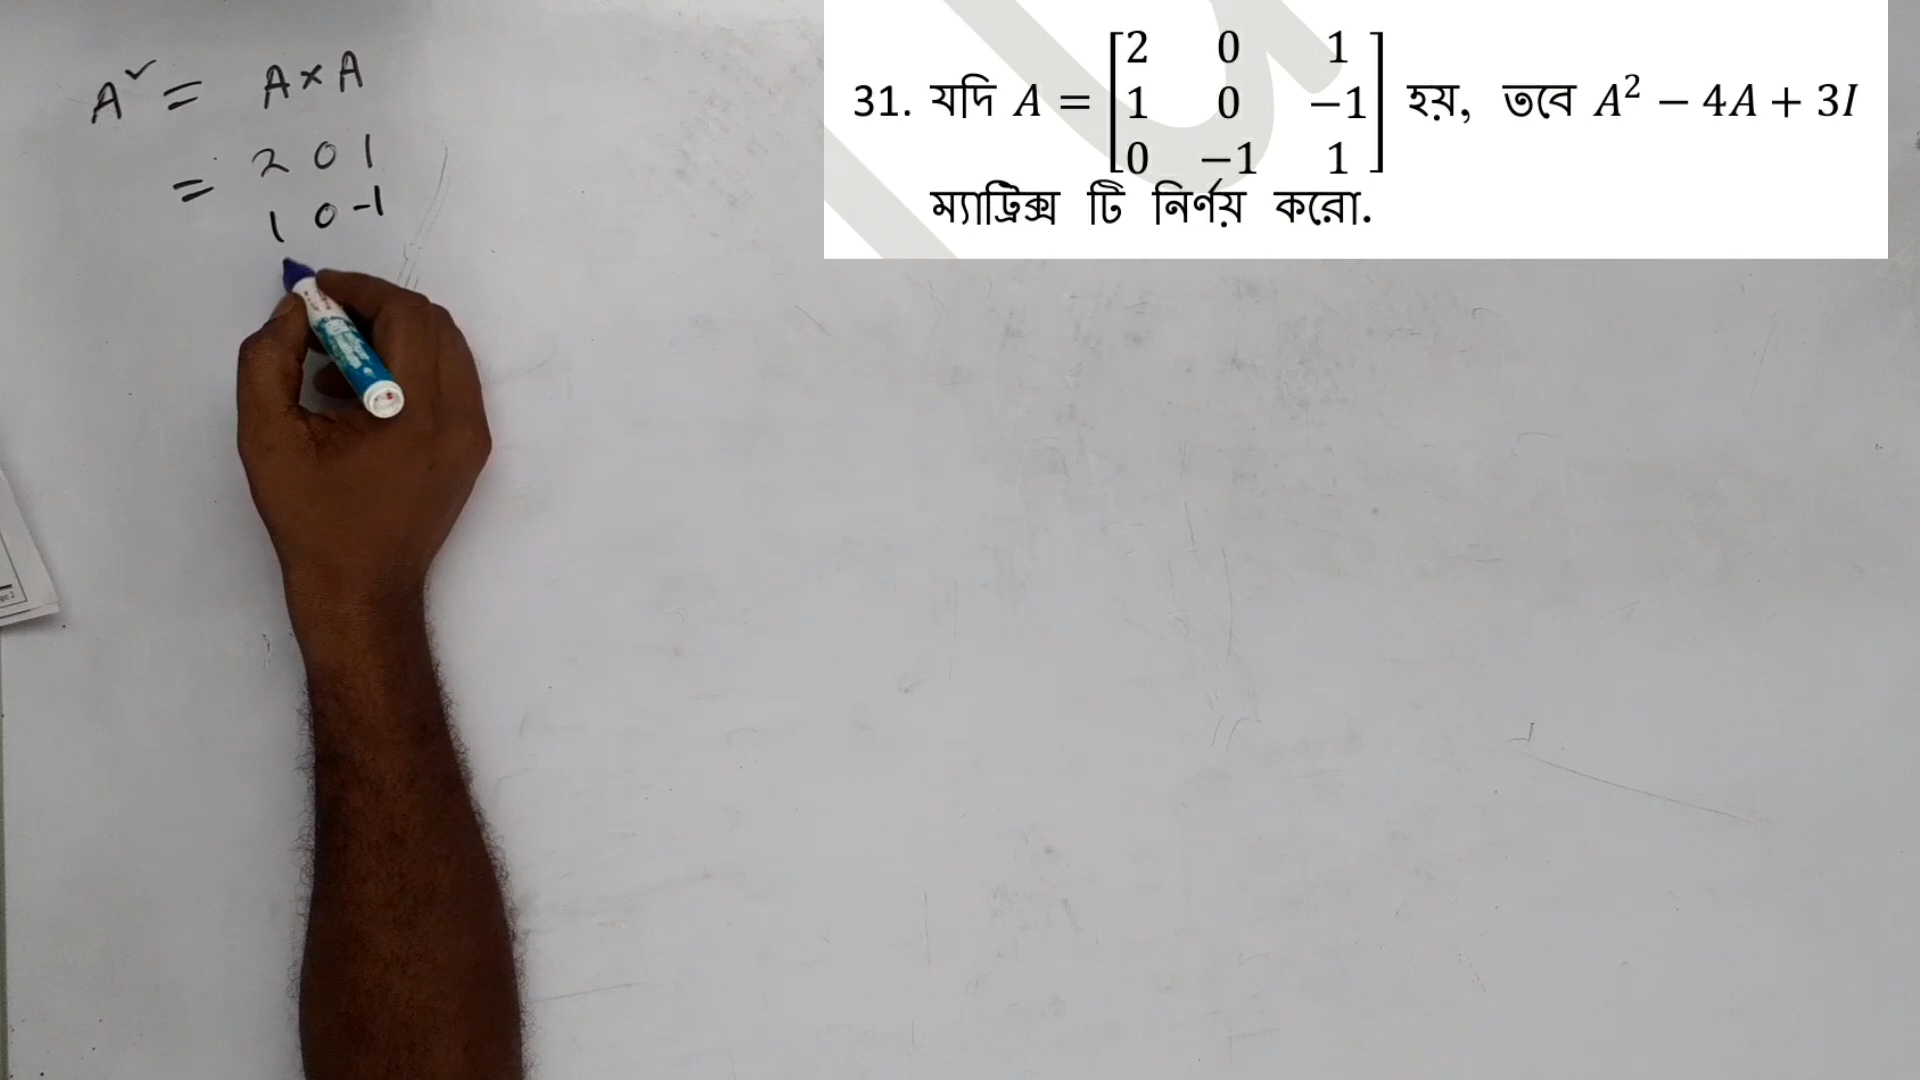 A² = A × A
= 2 0 1
1 0 -1
31. যদি A = [2 0 1
1 0 −1
0 −1 1] হয়, তবে A² − 4A + 3I
ম্যাট্রিক্স টি নির্ণয় করো.